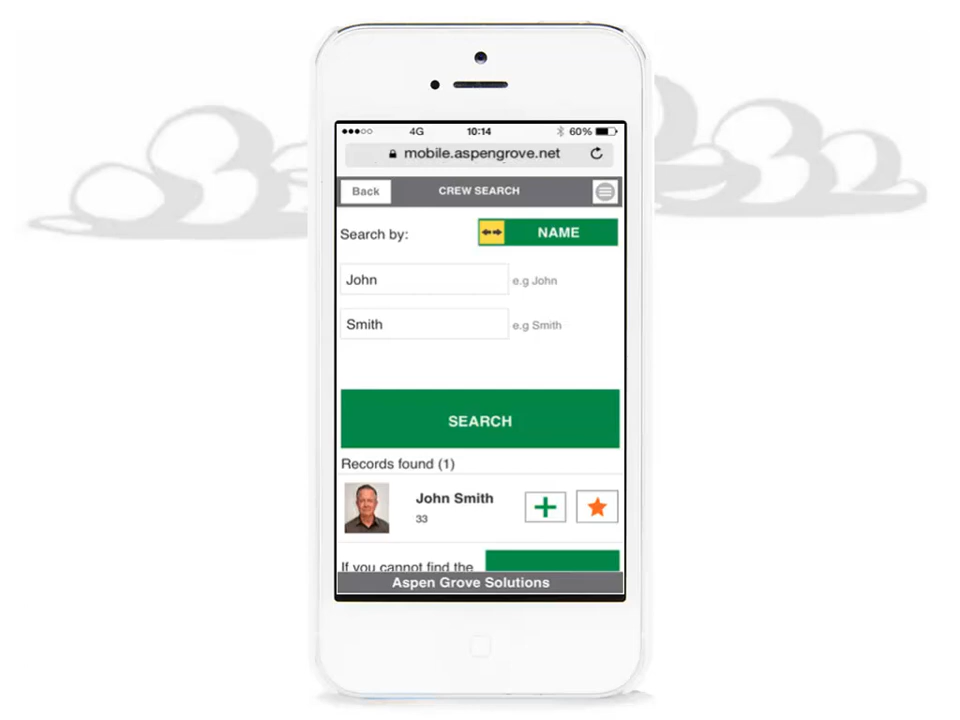 4G 10:14 60%
mobile.aspengrove.net
Back CREW SEARCH
Search by: NAME
John e.g John
Smith e.g Smith
SEARCH
Records found (1)
John Smith
33
If you cannot find the
Aspen Grove Solutions